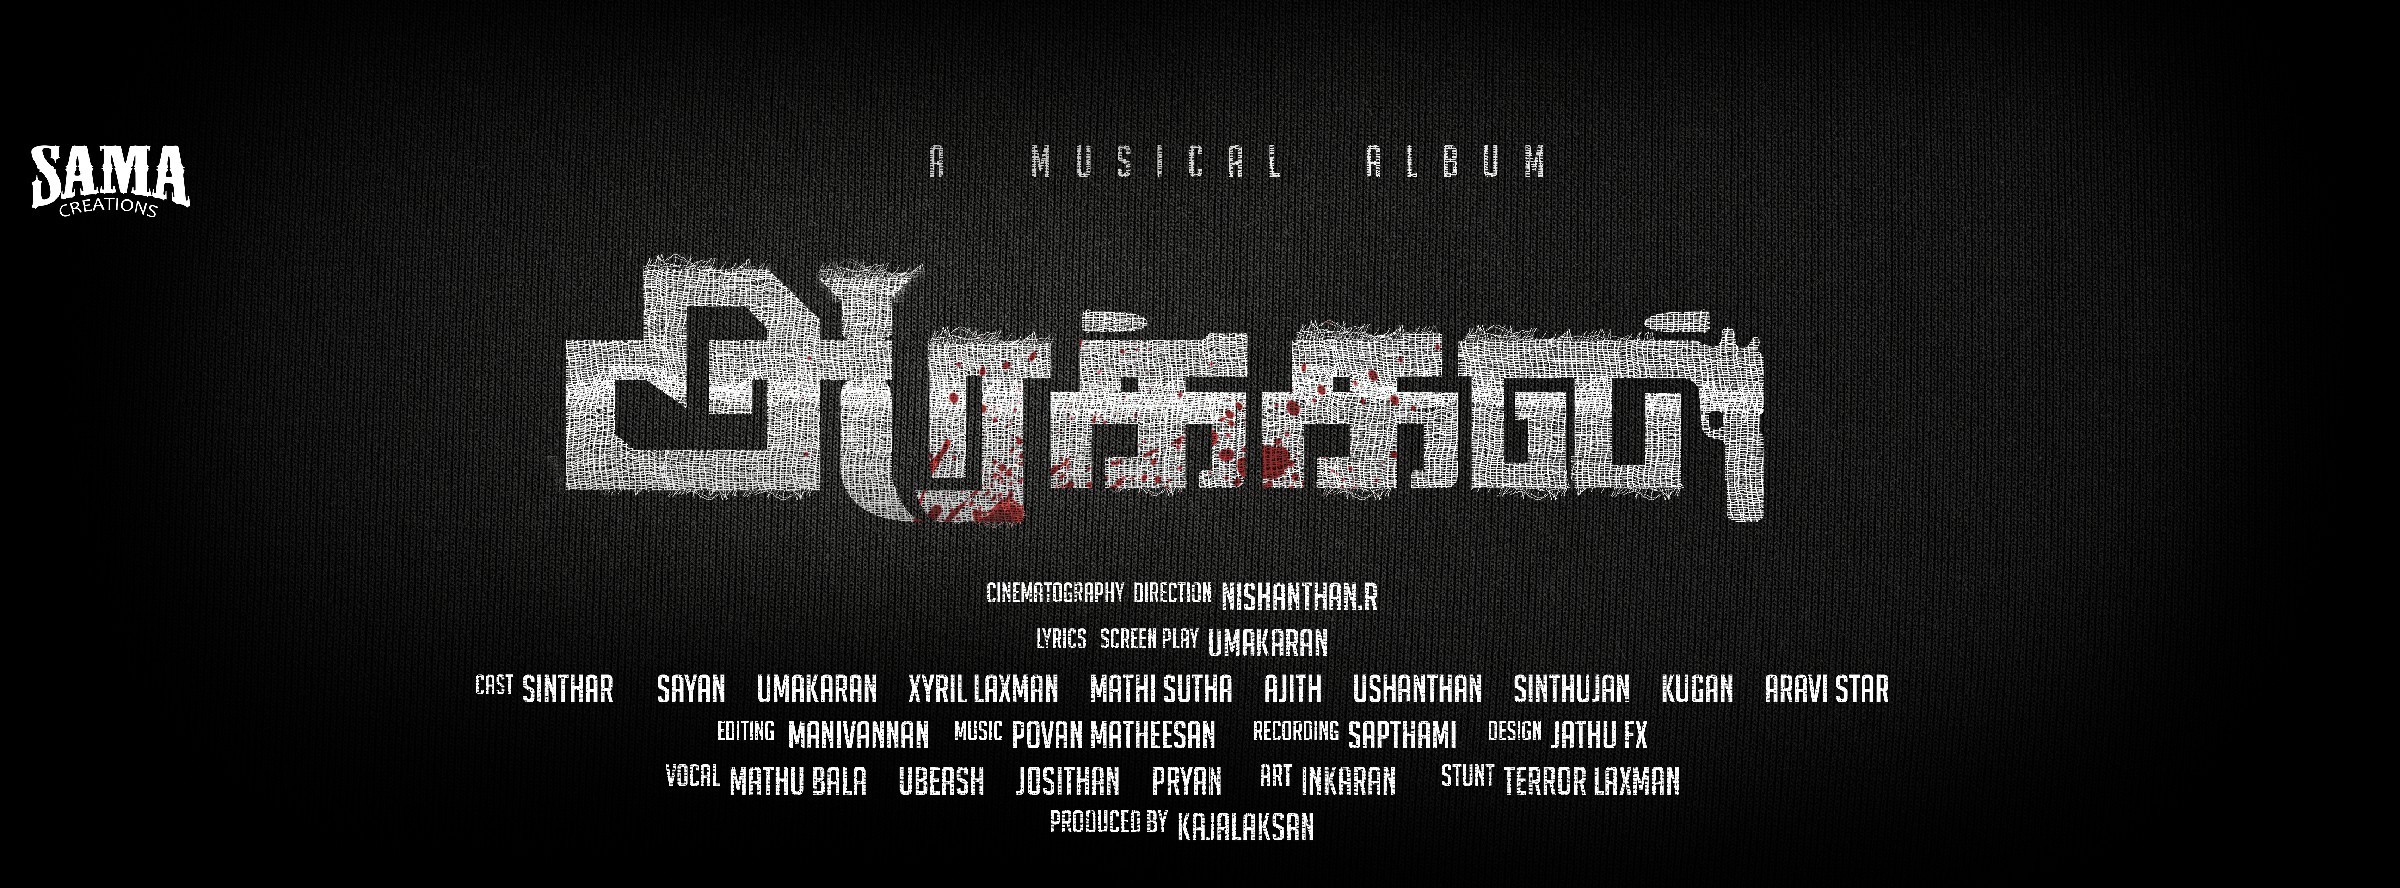 SAMA
CREATIONS
A MUSICAL ALBUM
அரக்கன்
CINEMATOGRAPHY DIRECTION NISHANTHAN.R
LYRICS SCREEN PLAY UMAKARAN
CAST SINTHAR SAYAN UMAKARAN XYRIL LAXMAN MATHI SUTHA AJITH USHANTHAN SINTHUJAN KUGAN ARAVI STAR
EDITING MANIVANNAN MUSIC POVAN MATHEESAN RECORDING SAPTHAMI DESIGN JATHU FX
VOCAL MATHU BALA UBEASH JOSITHAN PRYAN ART INKARAN STUNT TERROR LAXMAN
PRODUCED BY KAJALAKSAN